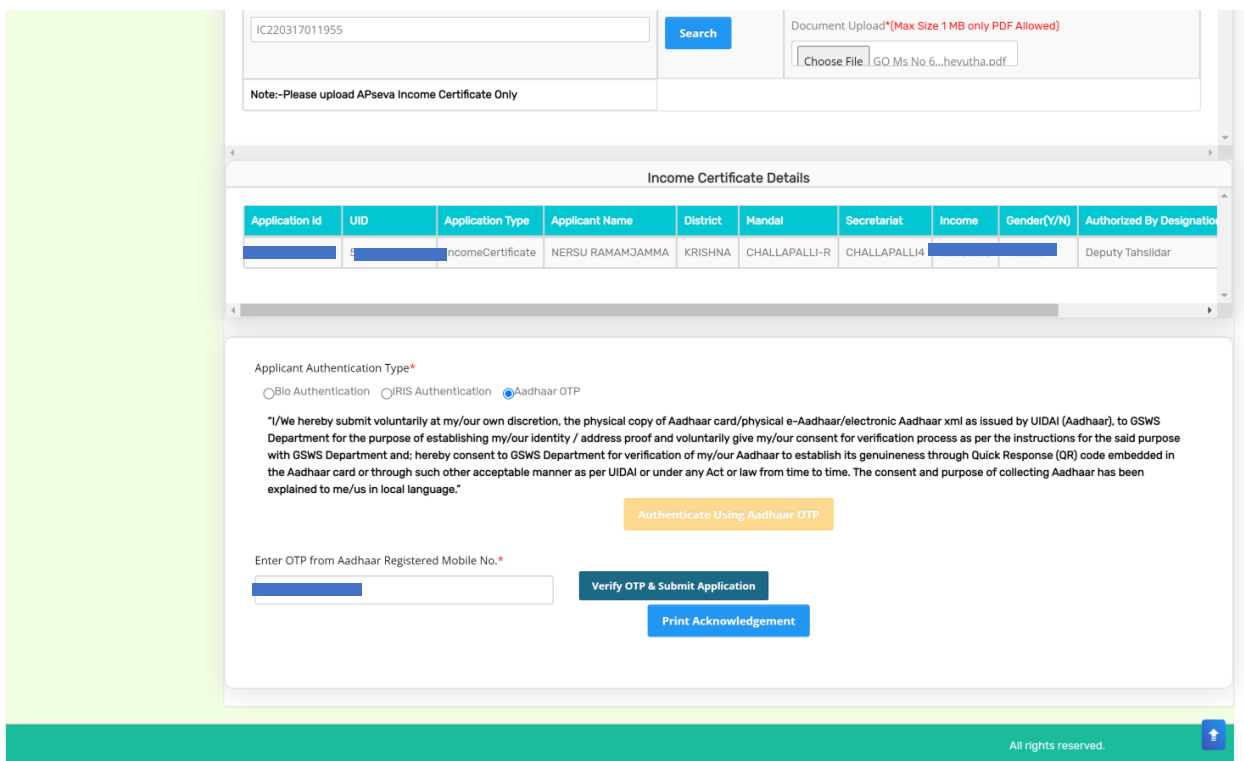 IC220317011955
Search
Document Upload*(Max Size 1 MB only PDF Allowed)
Choose File GO Ms No 6...heyutha.pdf
Note:-Please upload APseva Income Certificate Only
Income Certificate Details
Application Id UID Application Type Applicant Name District Mandal Secretariat Income Gender(Y/N) Authorized By Designation
IncomeCertificate NERSU RAMAMJAMMA KRISHNA CHALLAPALLI-R CHALLAPALLI4 Deputy Tahsildar
Applicant Authentication Type*
Bio Authentication IRIS Authentication Aadhaar OTP
"I/We hereby submit voluntarily at my/our own discretion, the physical copy of Aadhaar card/physical e-Aadhaar/electronic Aadhaar xml as issued by UIDAI (Aadhaar), to GSWS
Department for the purpose of establishing my/our identity / address proof and voluntarily give my/our consent for verification process as per the instructions for the said purpose
with GSWS Department and; hereby consent to GSWS Department for verification of my/our Aadhaar to establish its genuineness through Quick Response (QR) code embedded in
the Aadhaar card or through such other acceptable manner as per UIDAI or under any Act or law from time to time. The consent and purpose of collecting Aadhaar has been
explained to me/us in local language."
Authenticate Using Aadhaar OTP
Enter OTP from Aadhaar Registered Mobile No.*
Verify OTP & Submit Application
Print Acknowledgement
All rights reserved.